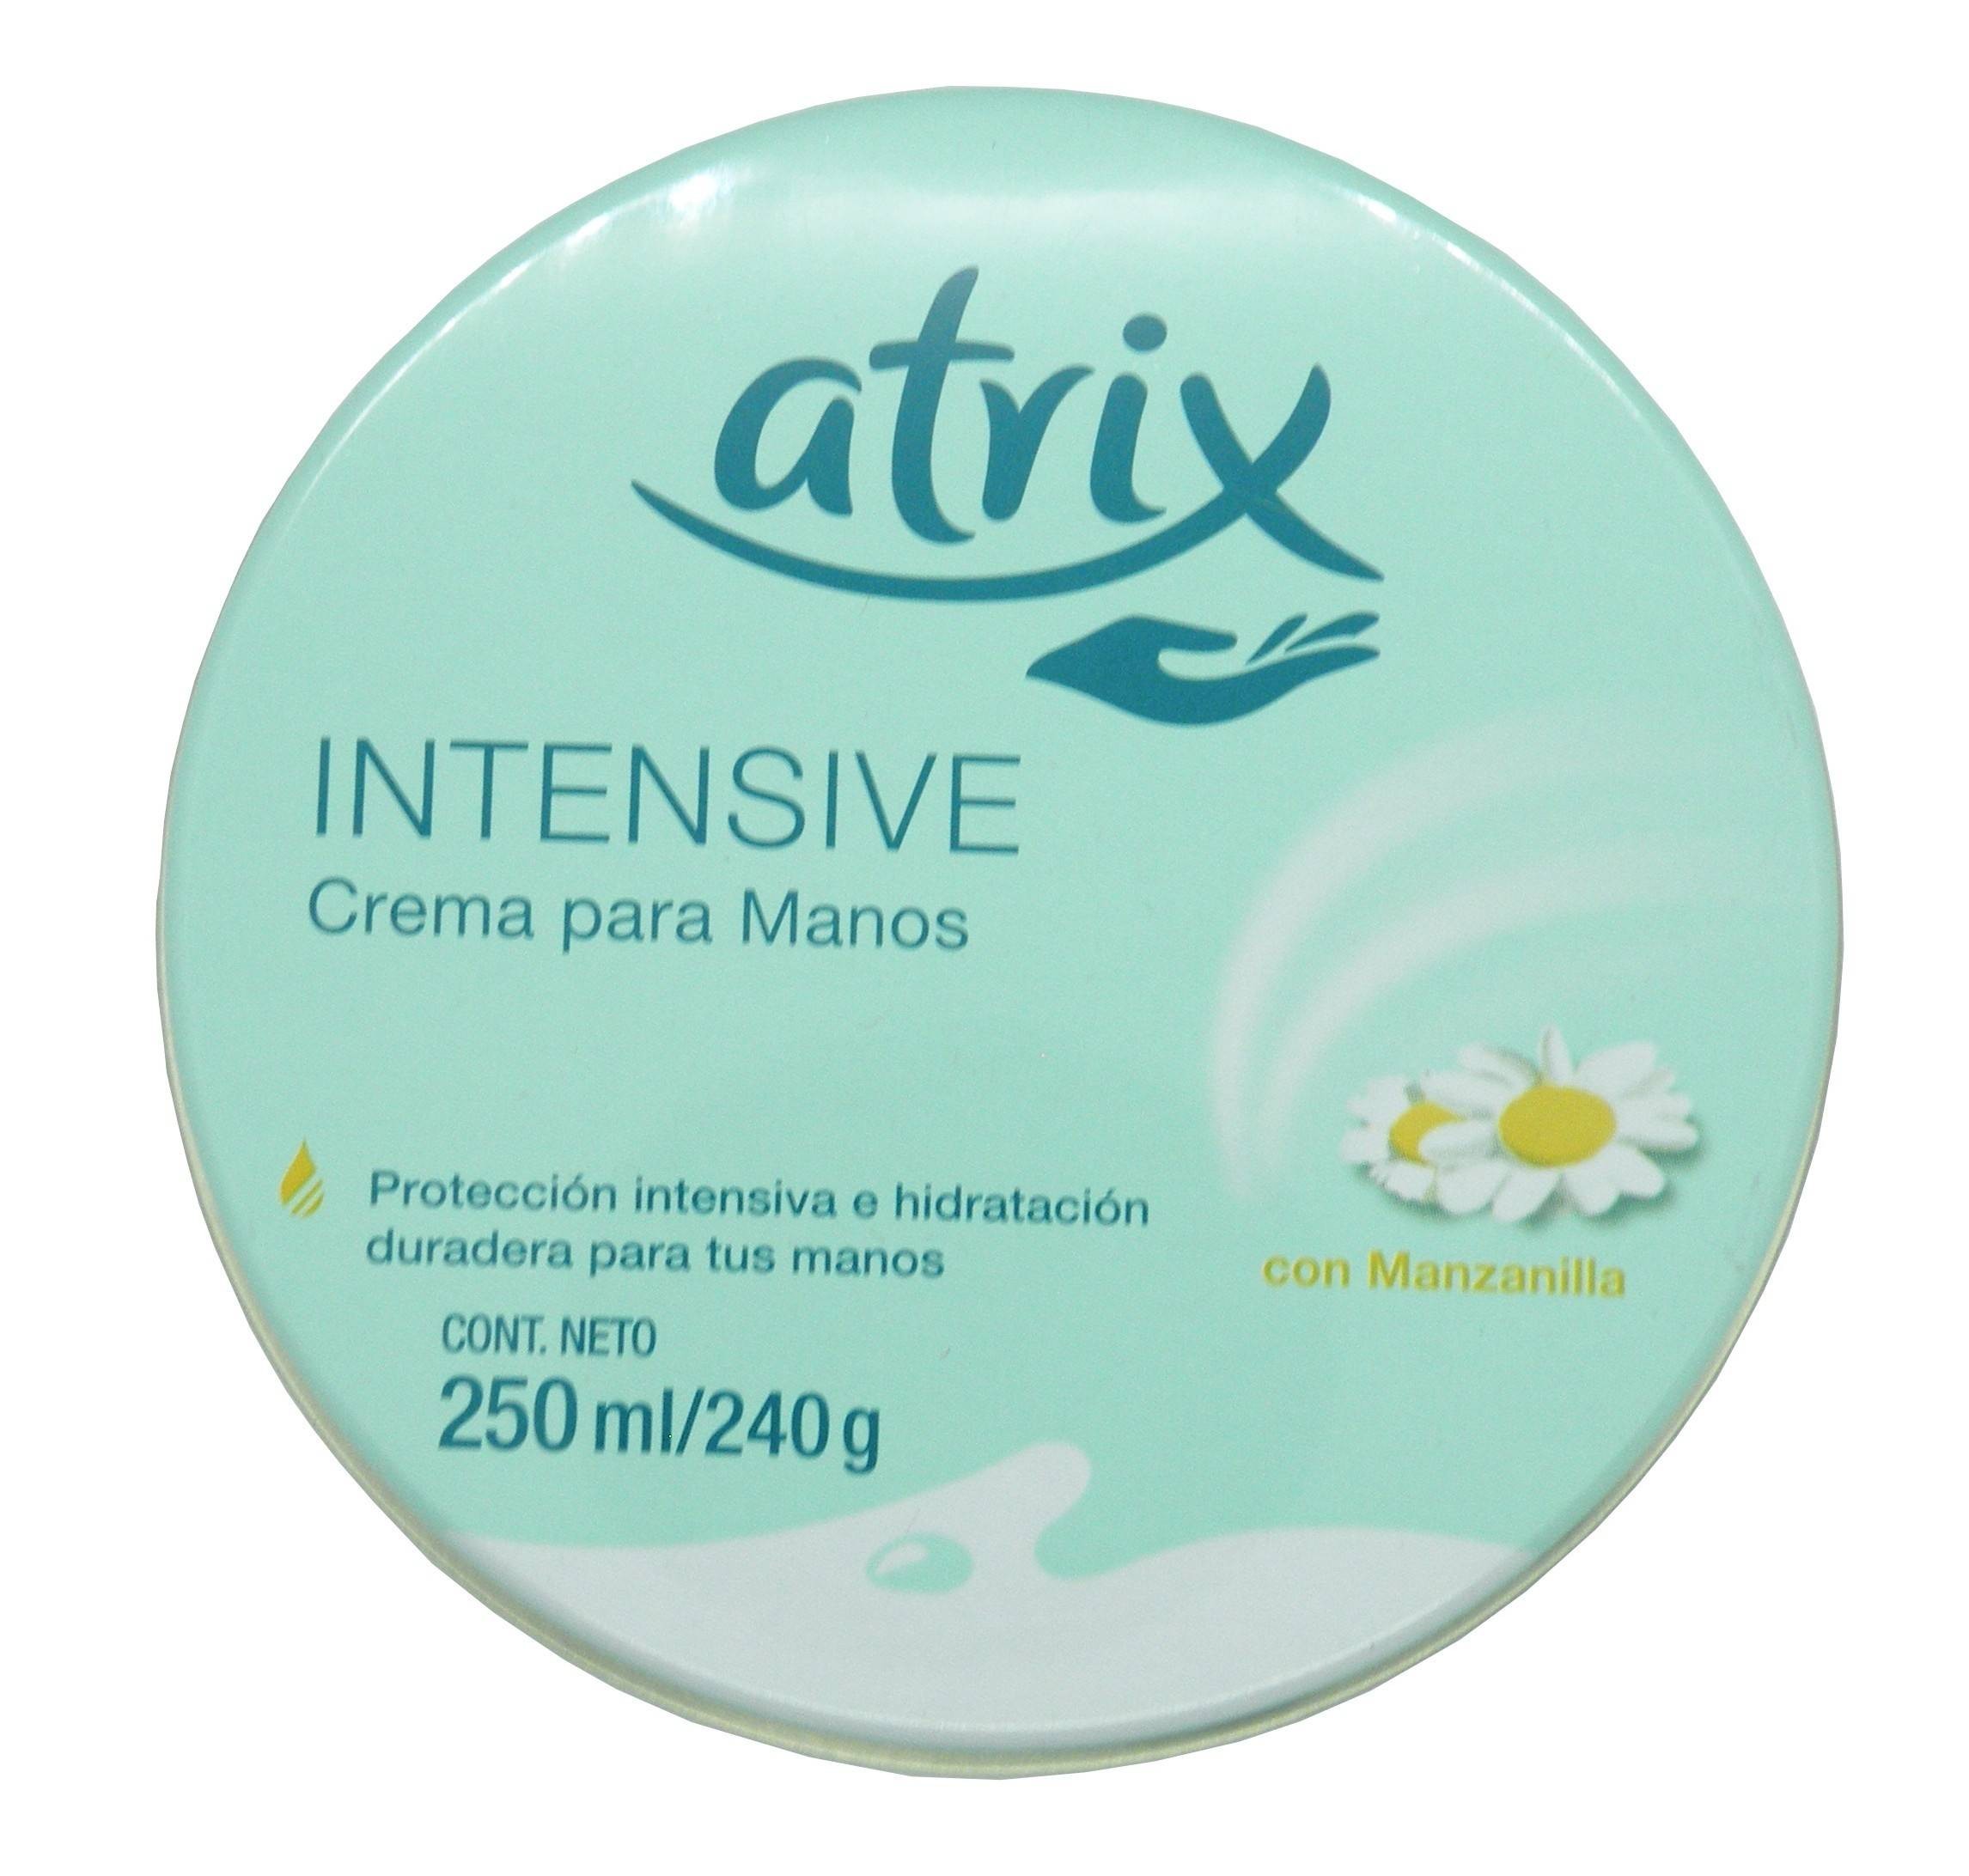 atrix
INTENSIVE
Crema para Manos
Protección intensiva e hidratación
duradera para tus manos
con Manzanilla
CONT. NETO
250 ml/240 g